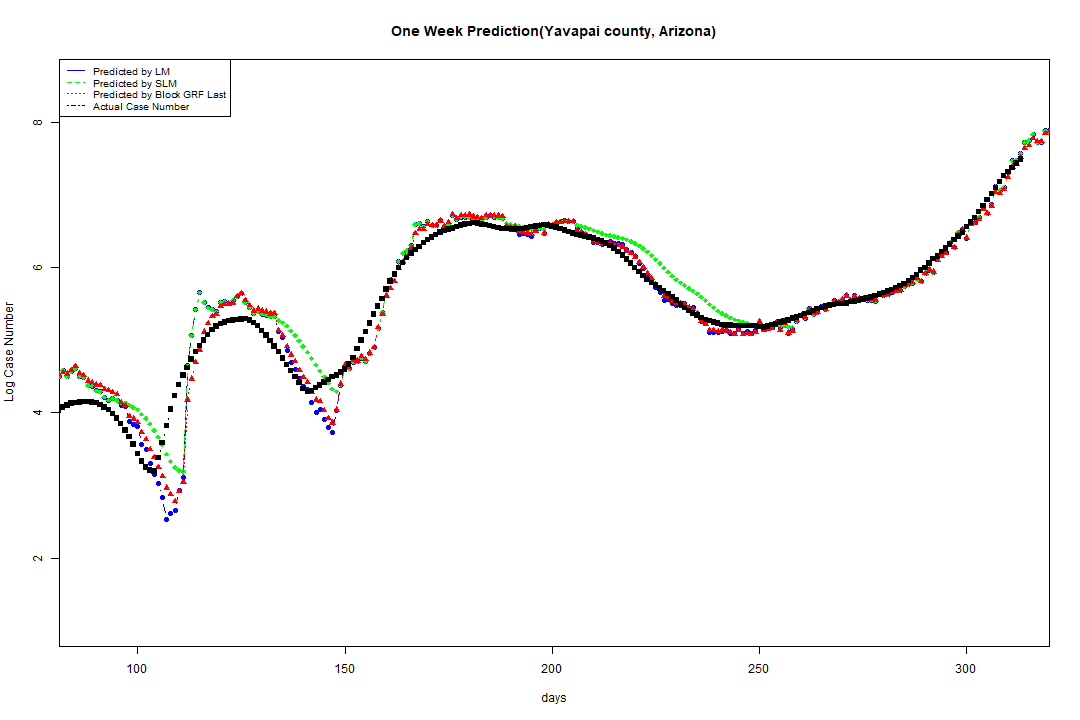 One Week Prediction(Yavapai county, Arizona)
Predicted by LM
Predicted by SLM
Predicted by Block GRF Last
Actual Case Number
Log Case Number
8
6
4
2
100 150 200 250 300
days